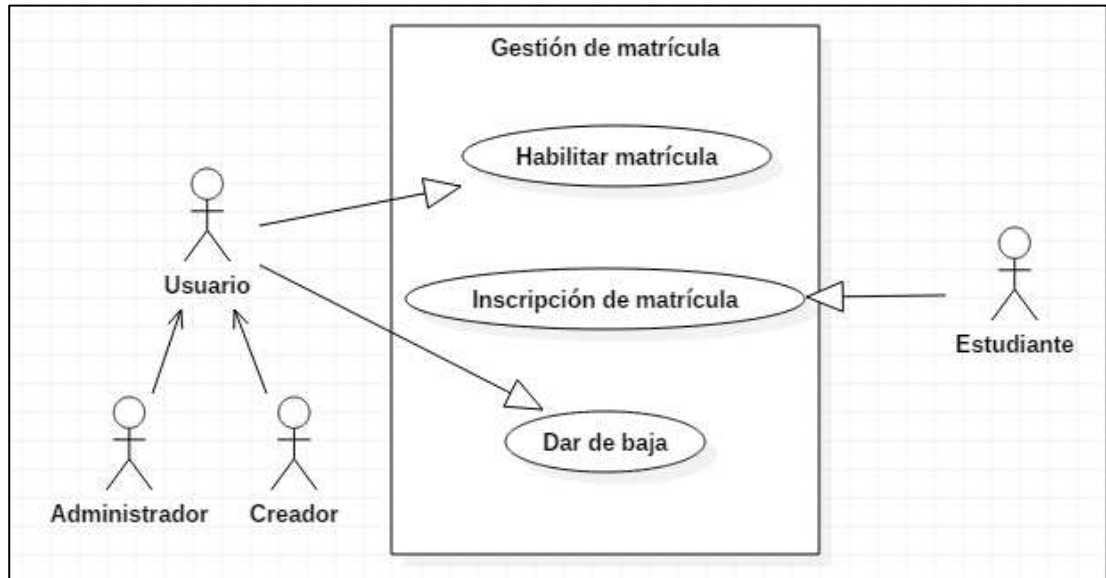 Gestión de matrícula
Habilitar matrícula
Usuario
Inscripción de matrícula
Estudiante
Dar de baja
Administrador
Creador